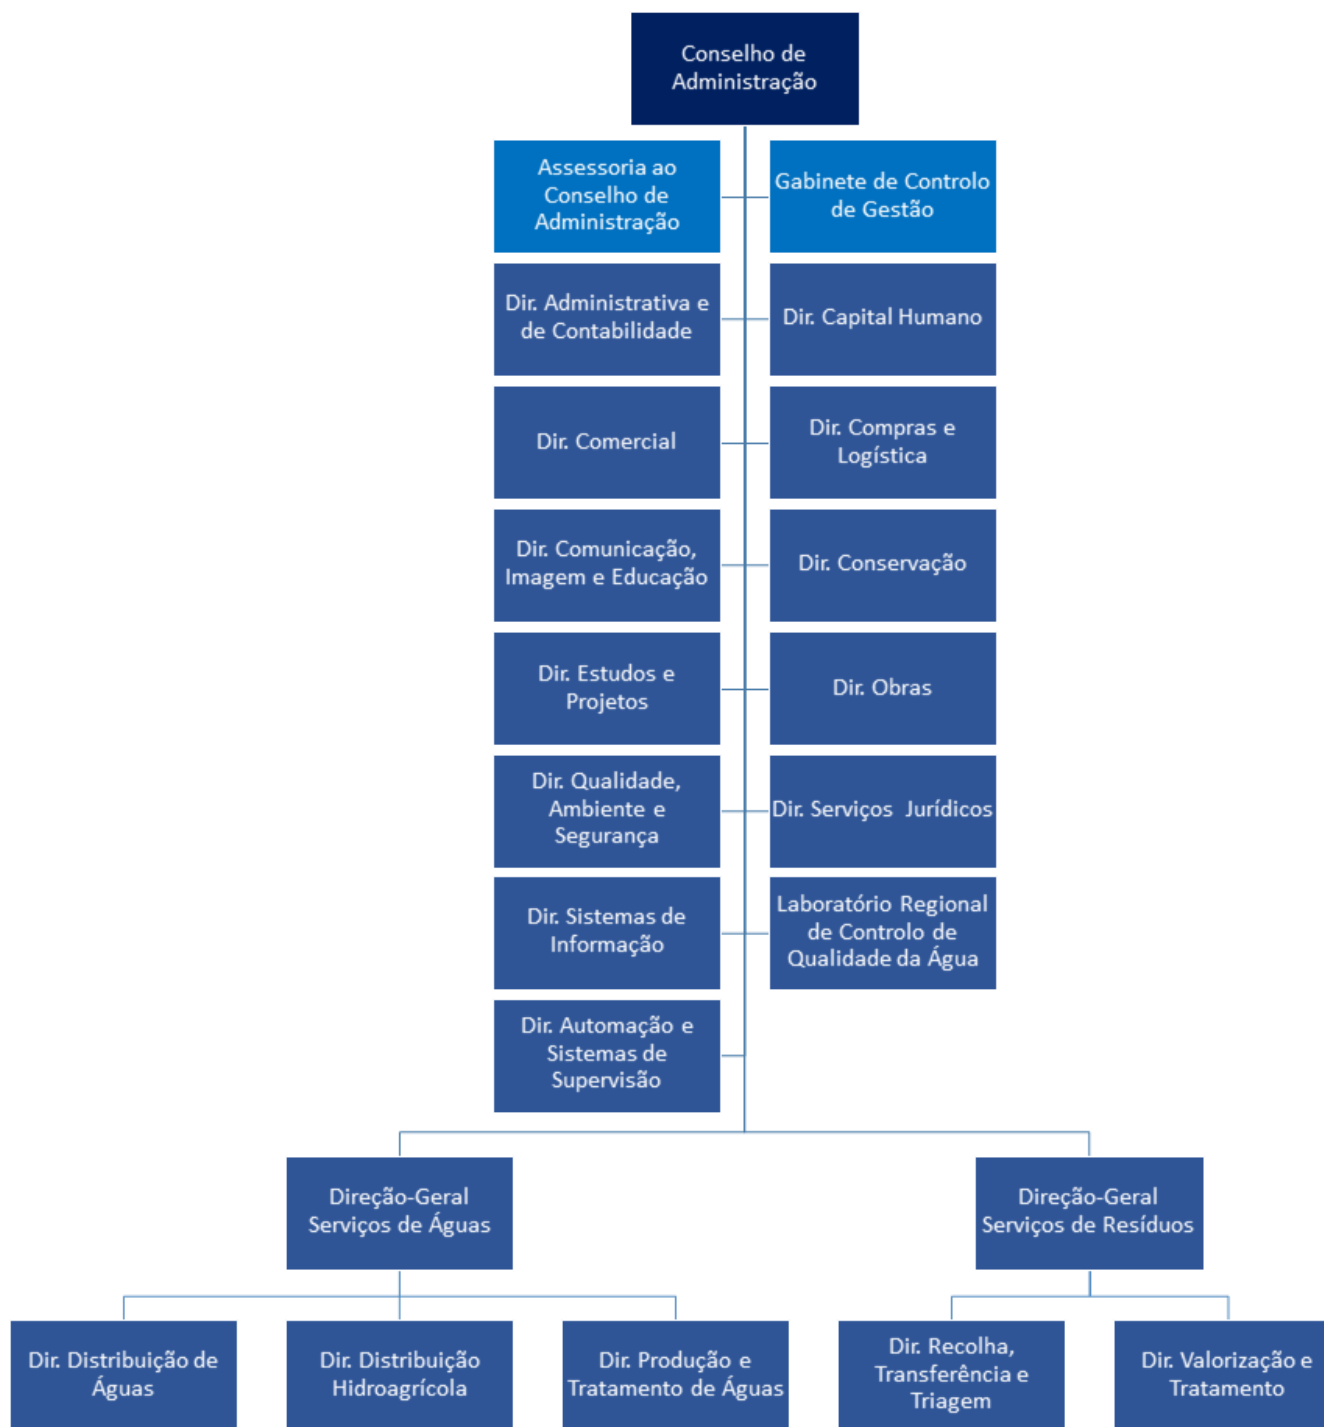 Conselho de
Administração
Assessoria ao
Conselho de
Administração
Gabinete de Controlo
de Gestão
Dir. Administrativa e
de Contabilidade
Dir. Capital Humano
Dir. Comercial
Dir. Compras e
Logística
Dir. Comunicação,
Imagem e Educação
Dir. Conservação
Dir. Estudos e
Projetos
Dir. Obras
Dir. Qualidade,
Ambiente e
Segurança
Dir. Serviços Jurídicos
Dir. Sistemas de
Informação
Laboratório Regional
de Controlo de
Qualidade da Água
Dir. Automação e
Sistemas de
Supervisão
Direção-Geral
Serviços de Águas
Direção-Geral
Serviços de Resíduos
Dir. Distribuição de
Águas
Dir. Distribuição
Hidroagrícola
Dir. Produção e
Tratamento de Águas
Dir. Recolha,
Transferência e
Triagem
Dir. Valorização e
Tratamento